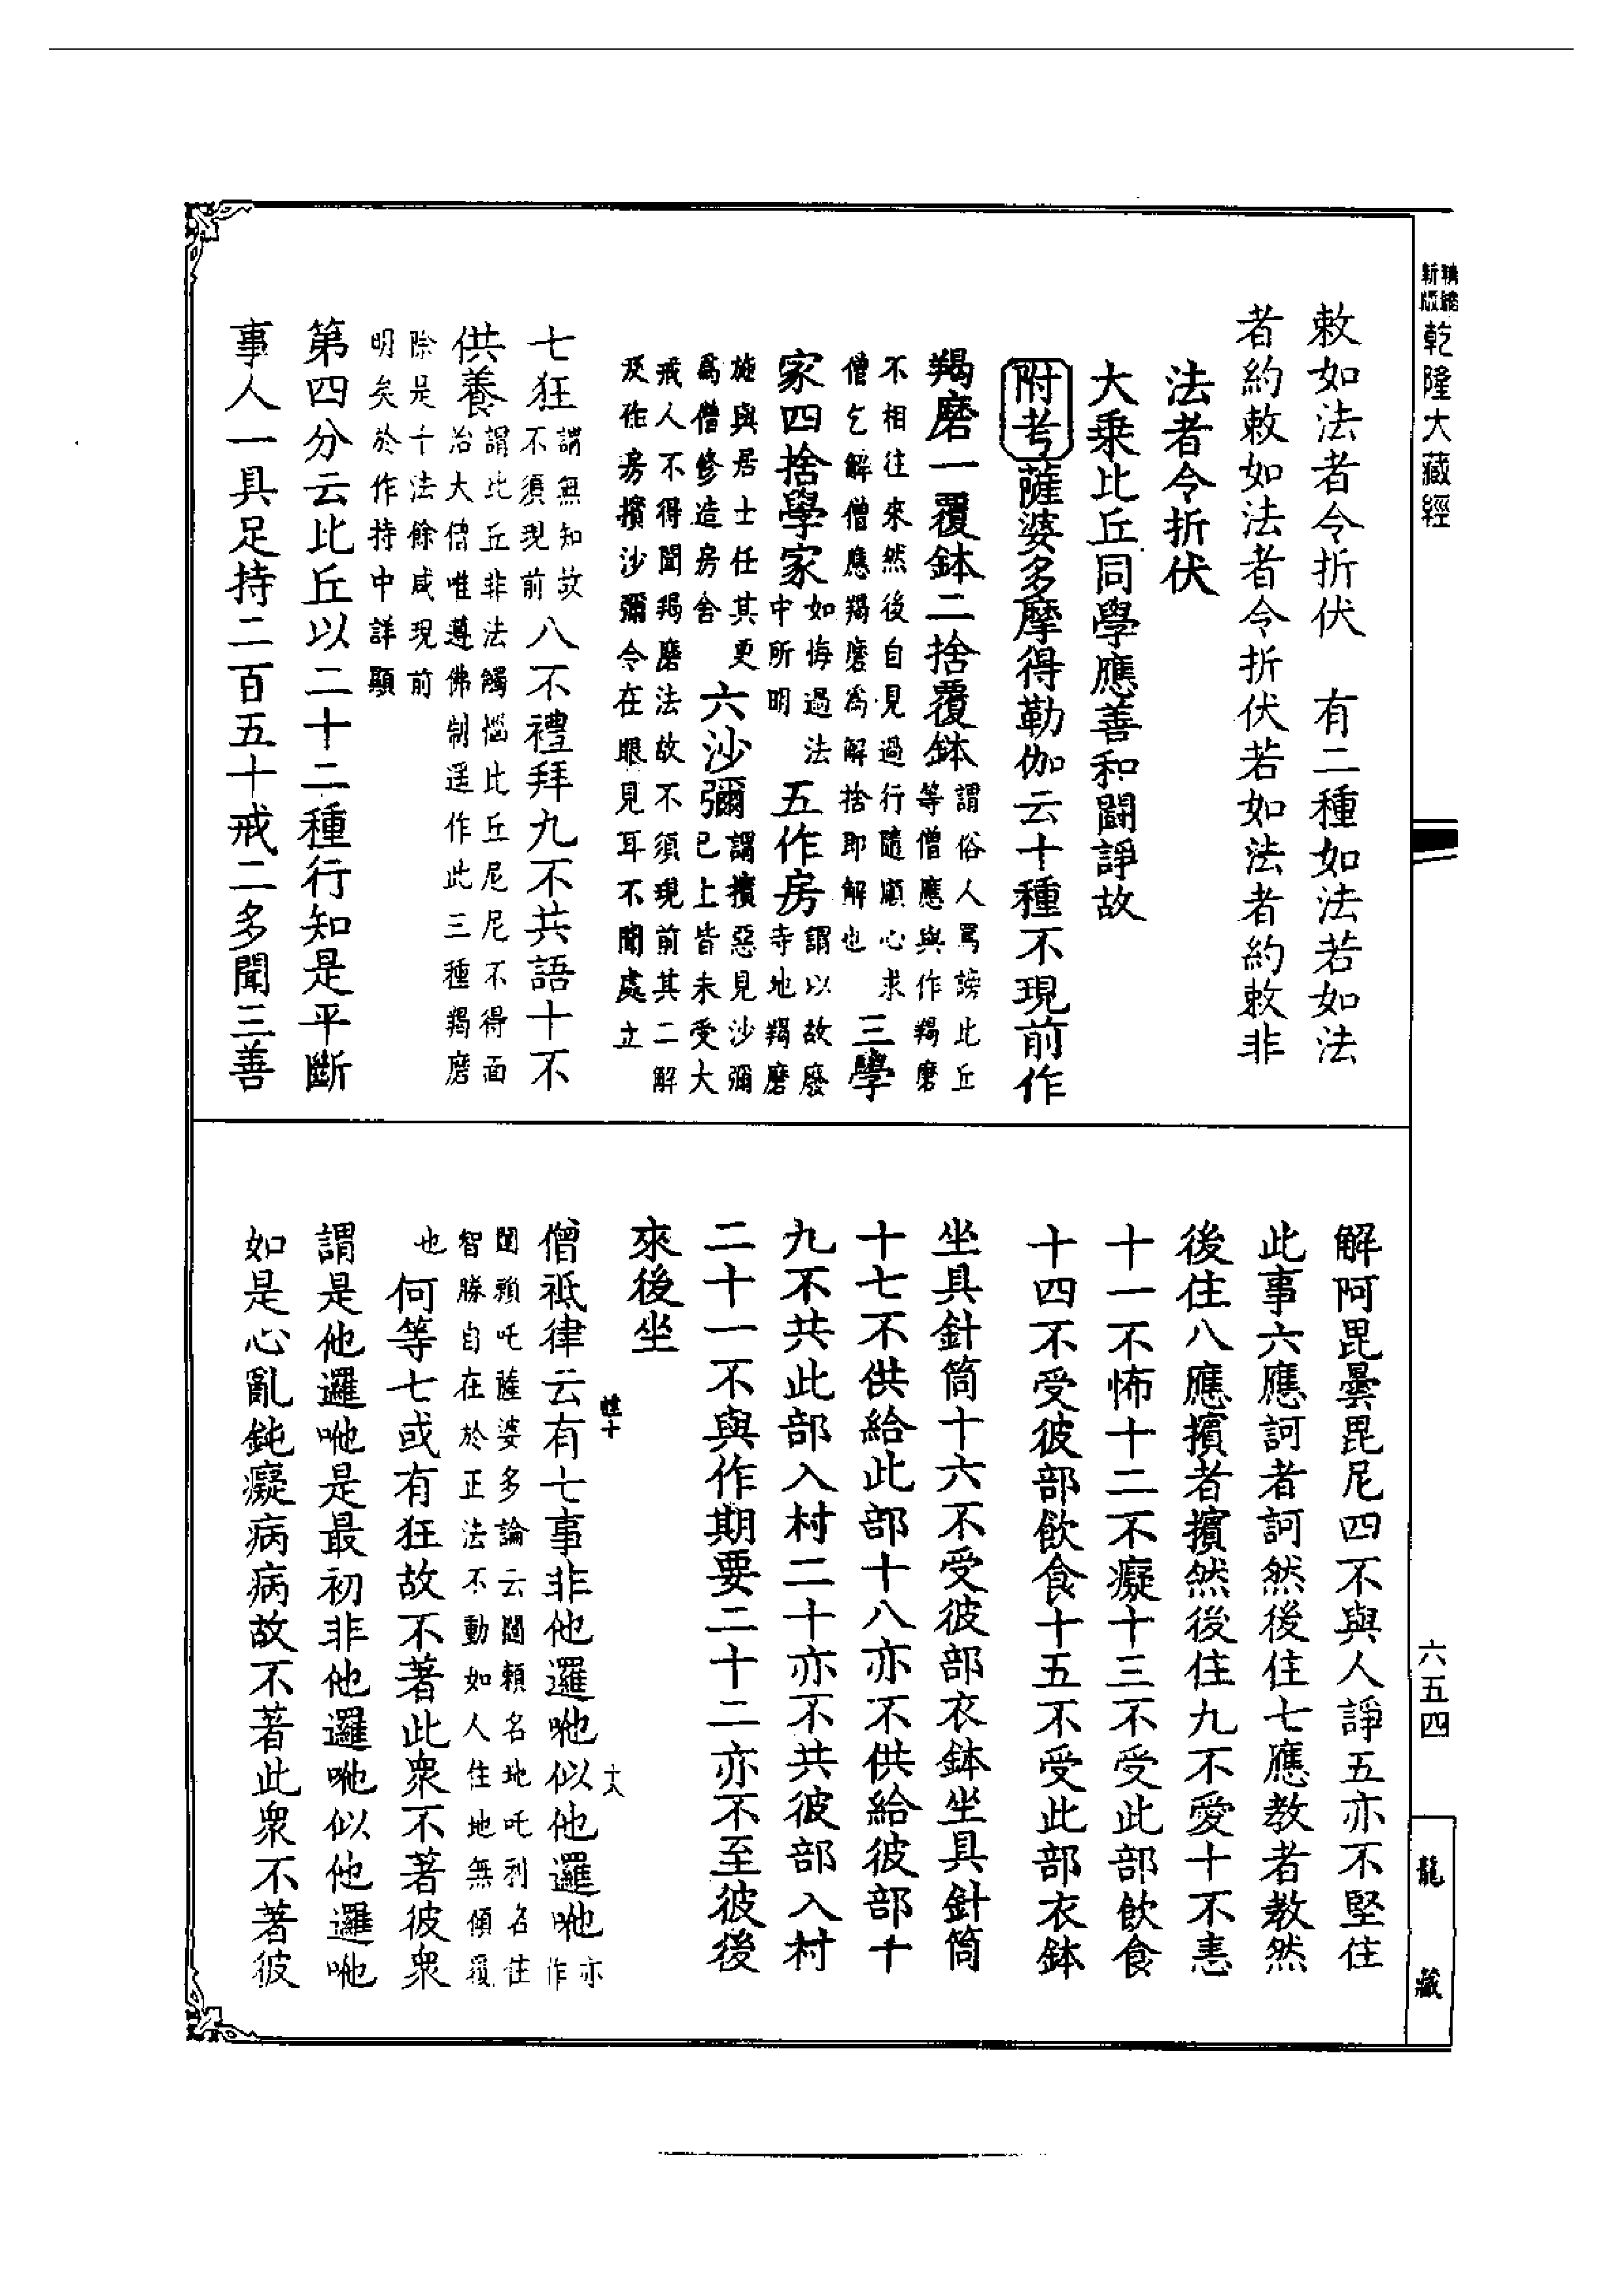 精縮
新版
乾隆大藏經
敕如法者令折伏　有二種如法若如法
者約敕如法者令折伏若如法者約敕非
法者令折伏
大乘比丘同學應善和鬪諍故
附考薩婆多摩得勒伽云十種不現前作
羯磨一覆鉢二捨覆鉢謂俗人罵謗比丘等僧應與作羯磨
不相往來然後自見過行隨順心求僧乞解僧應羯磨為解捨即解也三學
家四捨學家如悔過法中所明五作房謂以故廢寺地羯磨
施與居士任其更為僧修造房舍六沙彌謂擯惡見沙彌已上皆未受大
戒人不得聞羯磨法故不須現前其二解及作房擯沙彌令在眼見耳不聞處立
七狂謂無知故不須現前八不禮拜九不共語十不
供養謂比丘非法觸惱比丘尼尼不得面治大僧唯遵佛制遥作此三種羯磨
除是十法餘咸現前明矣於作持中詳顯
第四分云比丘以二十二種行知是平斷
事人一具足持二百五十戒二多聞三善
解阿毘曇毘尼四不與人諍五亦不堅住
此事六應訶者訶然後住七應教者教然
後住八應擯者擯然後住九不愛十不恚
十一不怖十二不癡十三不受此部飲食
十四不受彼部飲食十五不受此部衣鉢
坐具針筒十六不受彼部衣鉢坐具針筒
十七不供給此部十八亦不供給彼部十
九不共此部入村二十亦不共彼部入村
二十一不與作期要二十二亦不至彼後
來後坐
僧祇律云有七事非他邏咃似他邏咃亦作
闥賴吒薩婆多論云闥賴名地吒利名住智勝自在於正法不動如人住地無傾覆
也何等七或有狂故不著此衆不著彼衆
謂是他邏咃是最初非他邏咃似他邏咃
如是心亂鈍癡病病故不著此衆不著彼
十八
六五四
龍藏